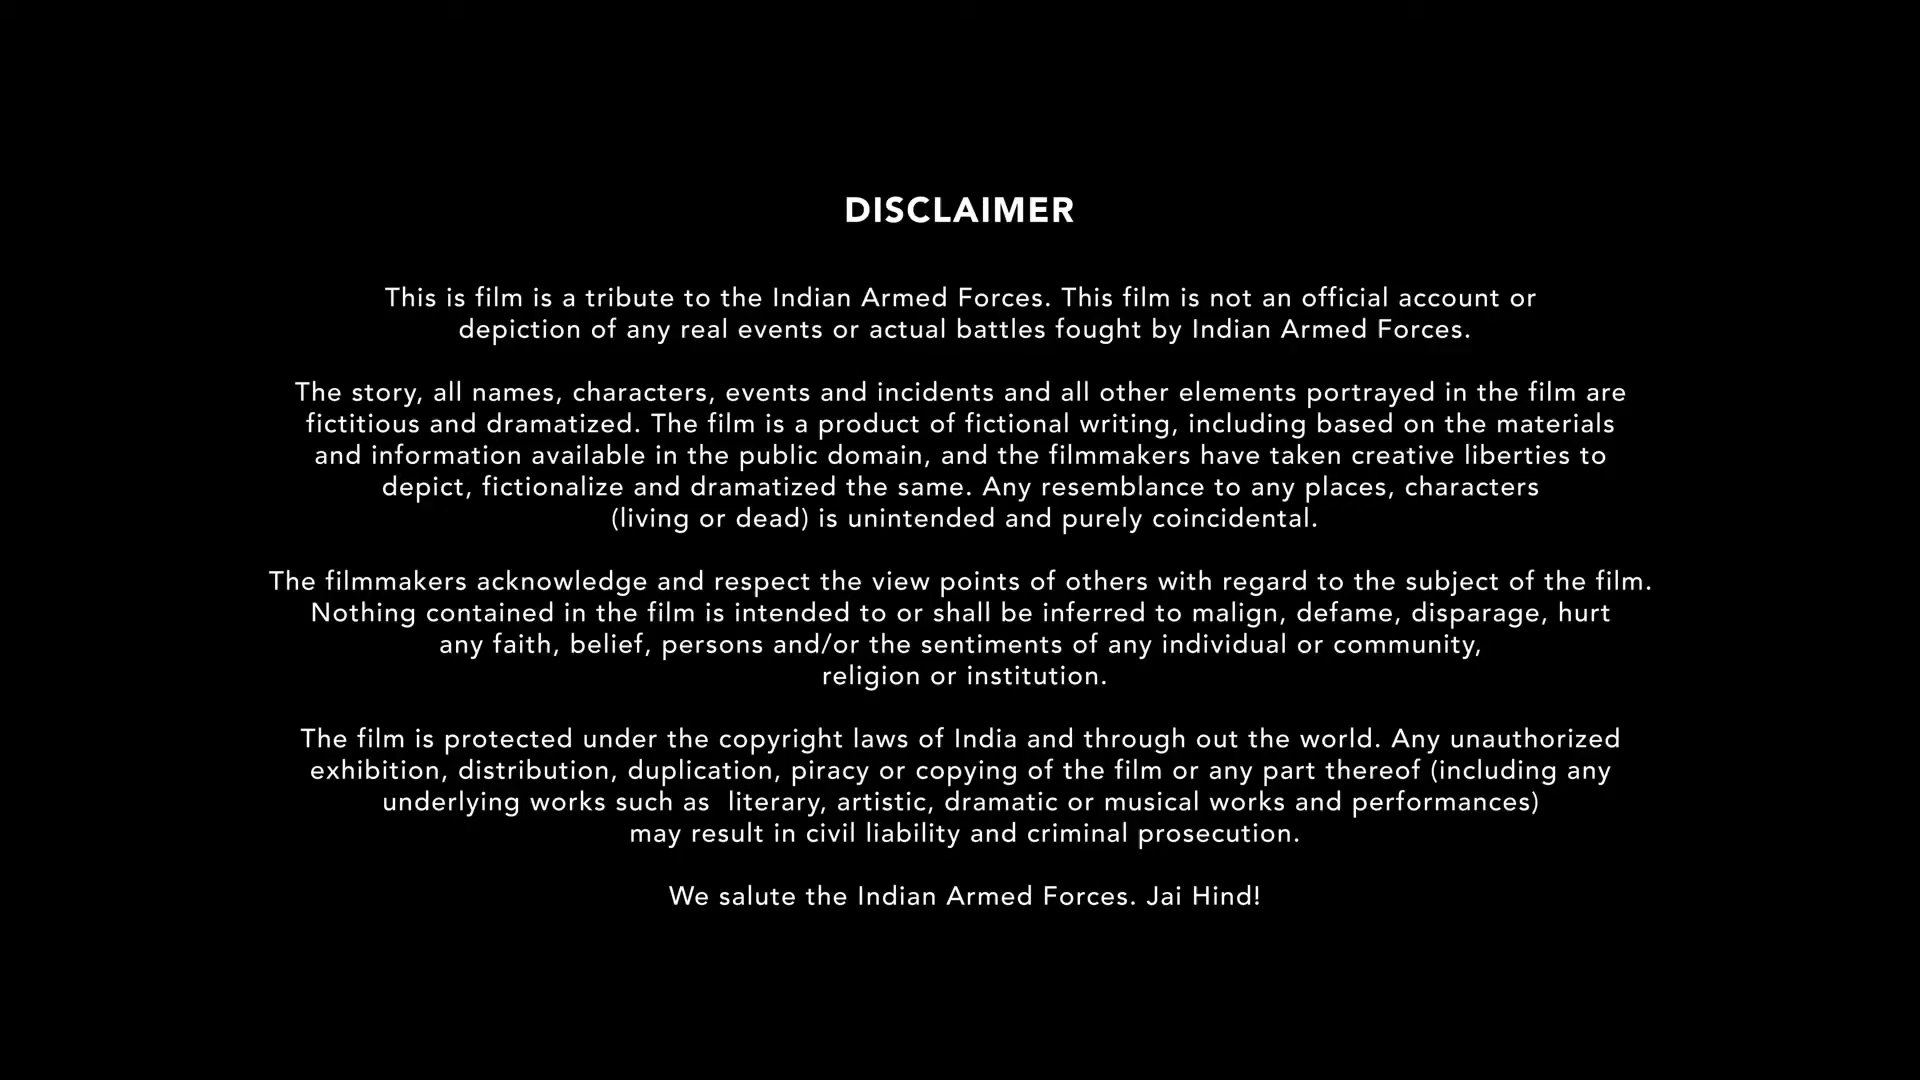 DISCLAIMER
This is film is a tribute to the Indian Armed Forces. This film is not an official account or
depiction of any real events or actual battles fought by Indian Armed Forces.
The story, all names, characters, events and incidents and all other elements portrayed in the film are
fictitious and dramatized. The film is a product of fictional writing, including based on the materials
and information available in the public domain, and the filmmakers have taken creative liberties to
depict, fictionalize and dramatized the same. Any resemblance to any places, characters
(living or dead) is unintended and purely coincidental.
The filmmakers acknowledge and respect the view points of others with regard to the subject of the film.
Nothing contained in the film is intended to or shall be inferred to malign, defame, disparage, hurt
any faith, belief, persons and/or the sentiments of any individual or community,
religion or institution.
The film is protected under the copyright laws of India and through out the world. Any unauthorized
exhibition, distribution, duplication, piracy or copying of the film or any part thereof (including any
underlying works such as  literary, artistic, dramatic or musical works and performances)
may result in civil liability and criminal prosecution.
We salute the Indian Armed Forces. Jai Hind!